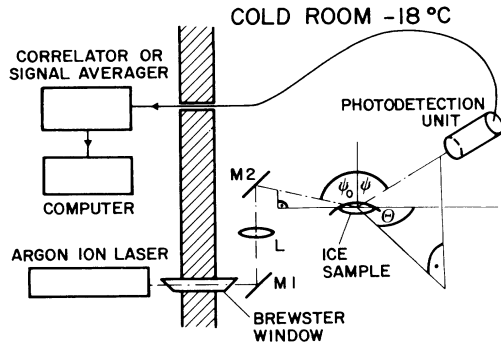 COLD ROOM -18 °C
CORRELATOR OR
SIGNAL AVERAGER
PHOTODETECTION
UNIT
M2
ψ₀
ψ
Θ
COMPUTER
L
ICE
SAMPLE
ARGON ION LASER
M1
BREWSTER
WINDOW